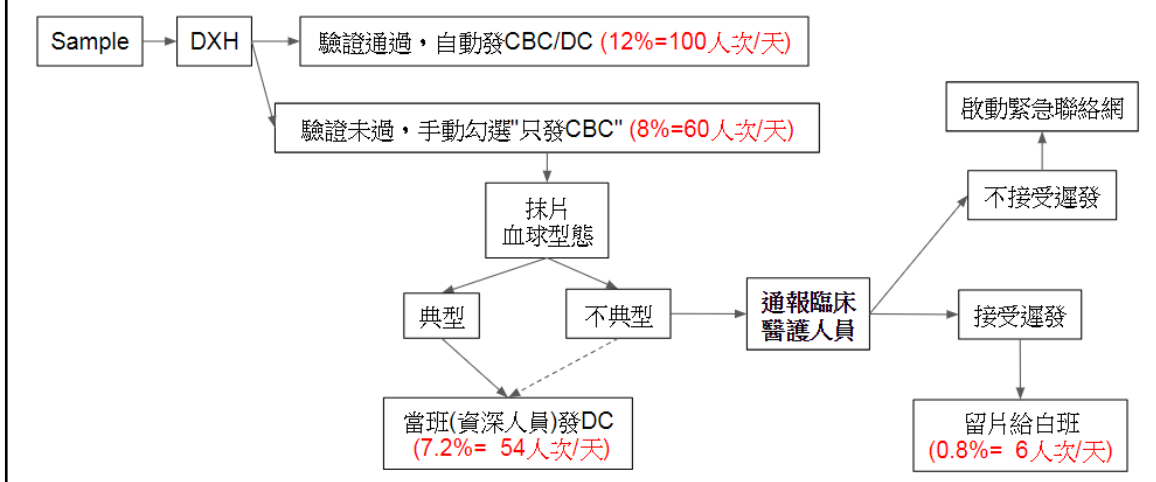 Sample
DXH
驗證通過，自動發CBC/DC (12%=100人次/天)
啟動緊急聯絡網
驗證未過，手動勾選"只發CBC" (8%=60人次/天)
不接受遲發
抹片
血球型態
典型
不典型
通報臨床
醫護人員
接受遲發
當班(資深人員)發DC
(7.2%= 54人次/天)
留片給白班
(0.8%= 6人次/天)